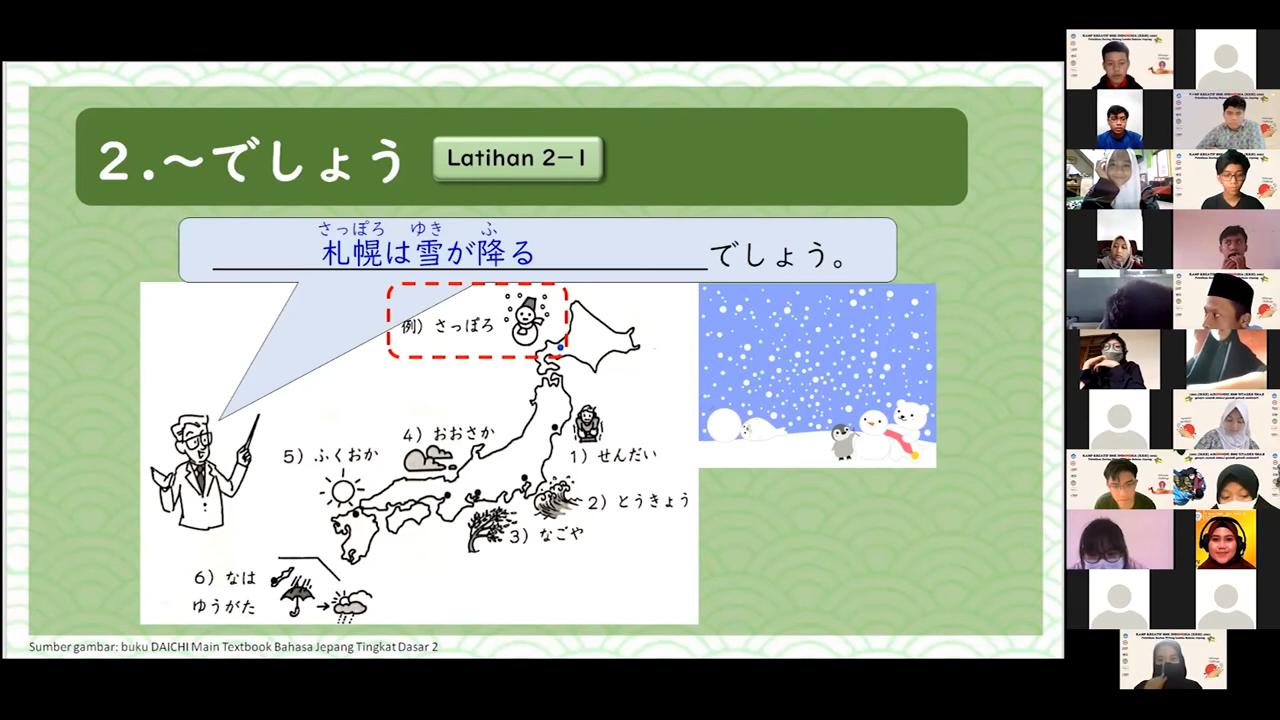 2.～でしょう
Latihan 2-1
さっぽろ ゆき ふ
札幌は雪が降る でしょう。
例）さっぽろ
4）おおさか
5）ふくおか
1）せんだい
2）とうきょう
3）なごや
6）なは
ゆうがた
Sumber gambar: buku DAICHI Main Textbook Bahasa Jepang Tingkat Dasar 2